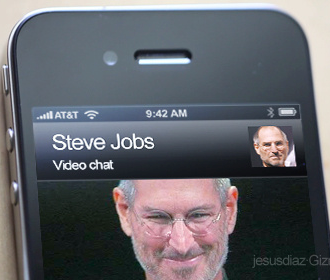 AT&T 9:42 AM
Steve Jobs
Video chat
jesusdiaz Giz